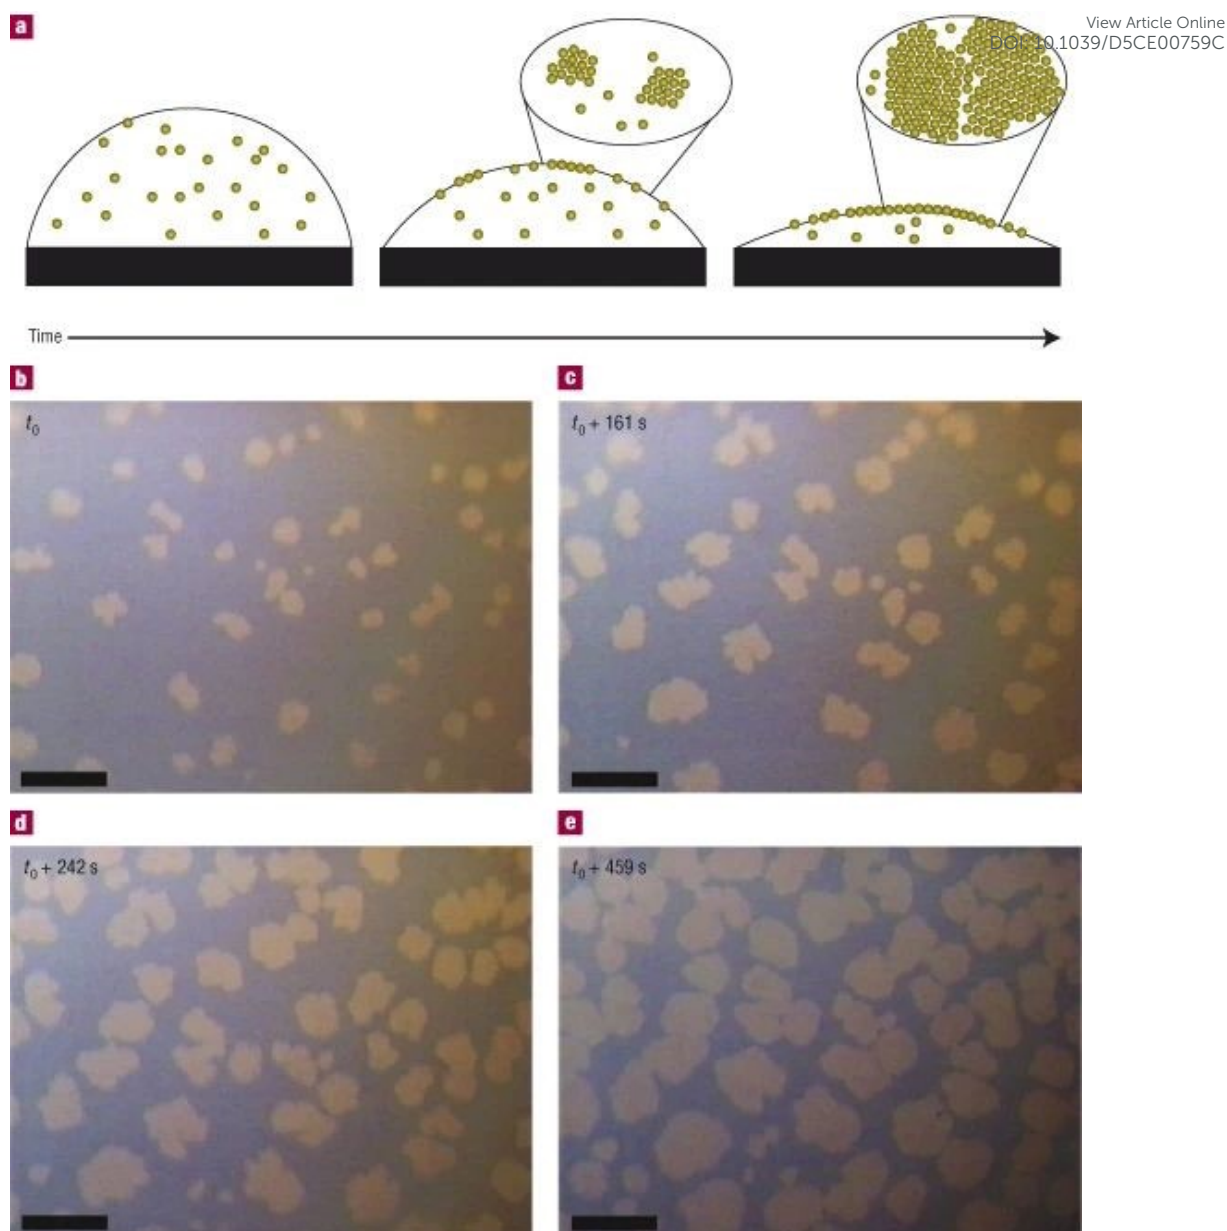 a
View Article Online
DOI: 10.1039/D5CE00759C
Time
b
c
t0
t0 + 161 s
d
e
t0 + 242 s
t0 + 459 s